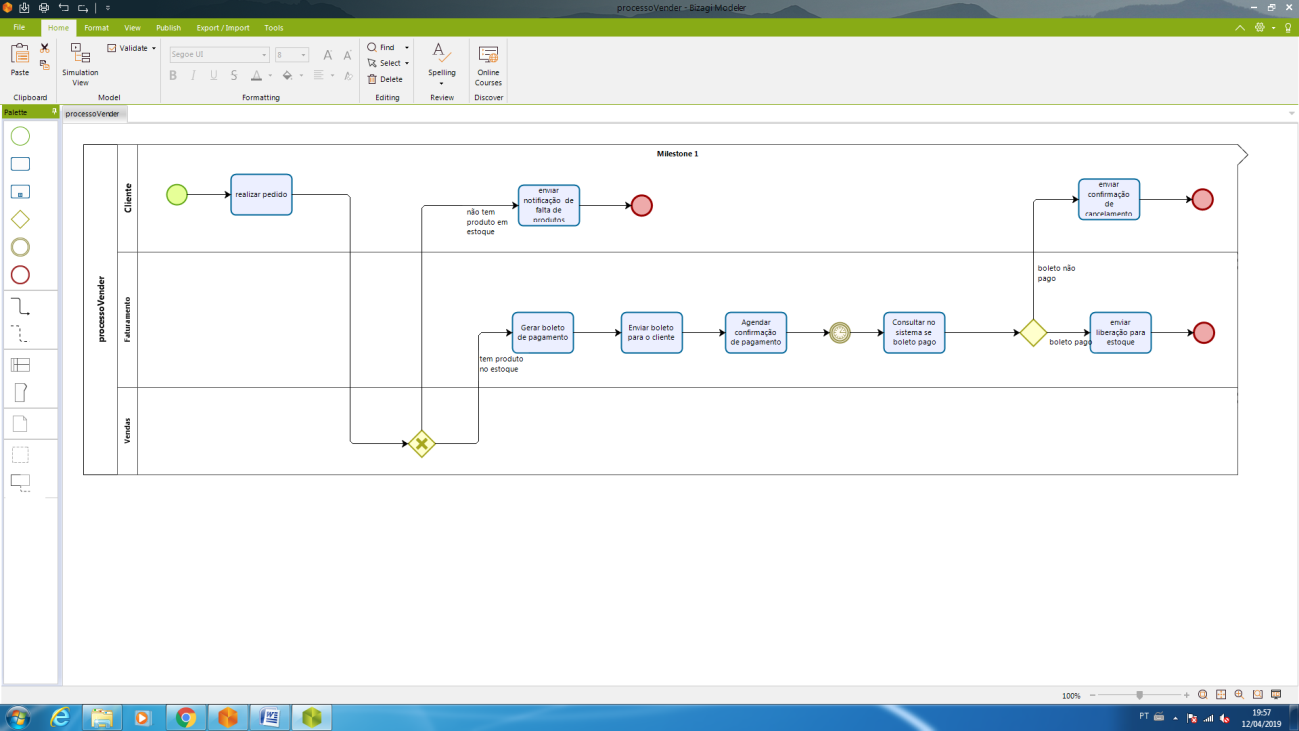 processoVender - Bizagi Modeler
File Home Format View Publish Export / Import Tools
Paste
Clipboard
Simulation
View
Validate
Model
Segoe UI 8
B I U S A
Formatting
Find
Select
Delete
Editing
Spelling
Review
Online
Courses
Discover
Palette
processoVender
Milestone 1
processoVender
Cliente
realizar pedido
não tem
produto em
estoque
enviar
notificação de
falta de
produtos
enviar
confirmação
de
cancelamento
Faturamento
boleto não
pago
Gerar boleto
de pagamento
Enviar boleto
para o cliente
Agendar
confirmação
de pagamento
Consultar no
sistema se
boleto pago
boleto pago
enviar
liberação para
estoque
tem produto
no estoque
Vendas
100%
PT
19:57
12/04/2019